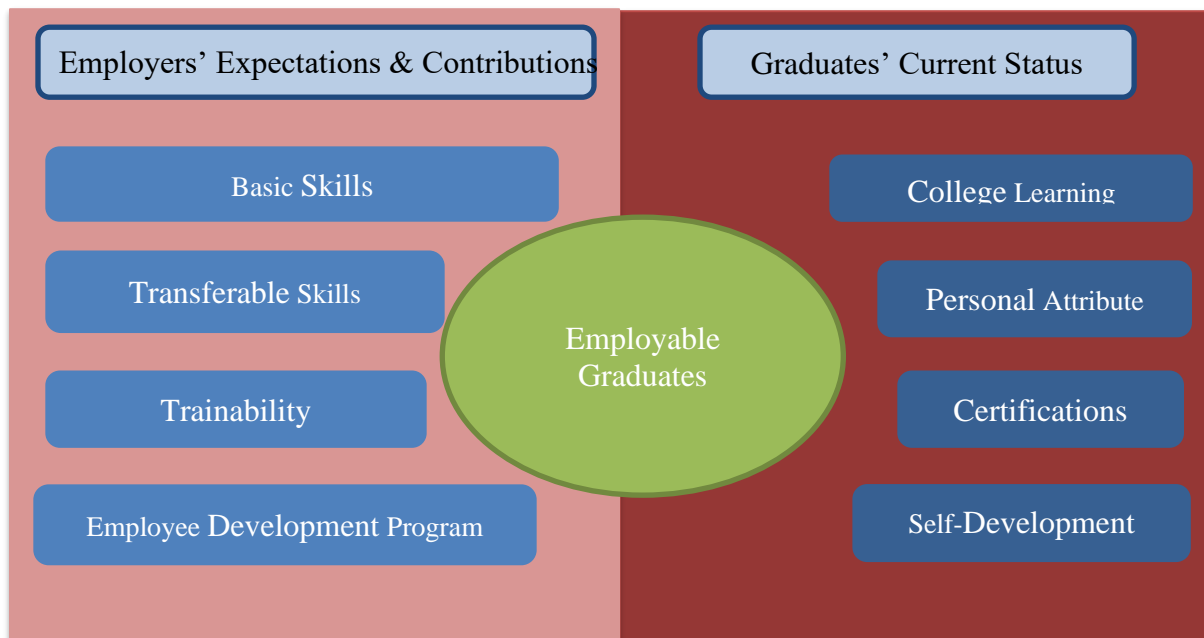 Employers’ Expectations & Contributions
Graduates’ Current Status
Basic Skills
Transferable Skills
Trainability
Employee Development Program
Employable
Graduates
College Learning
Personal Attribute
Certifications
Self-Development